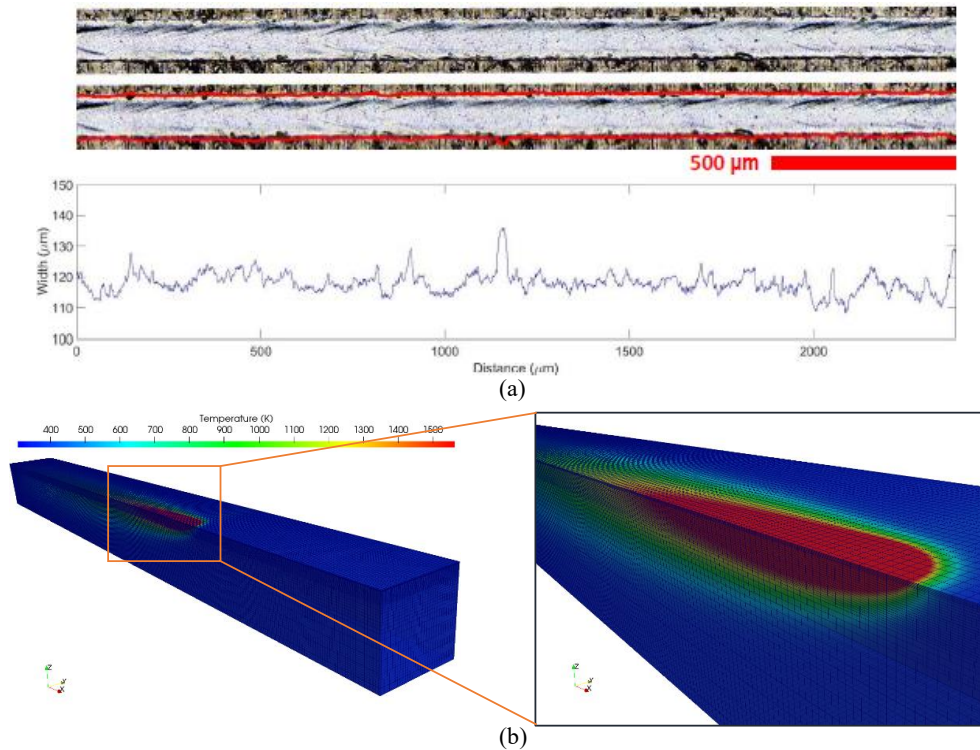 500 µm
150
140
130
120
110
100
Width (µm)
0 500 1000 1500 2000
Distance (µm)
(a)
Temperature (K)
400 500 600 700 800 900 1000 1100 1200 1300 1400 1500
Z
Y
X
Z
Y
X
(b)